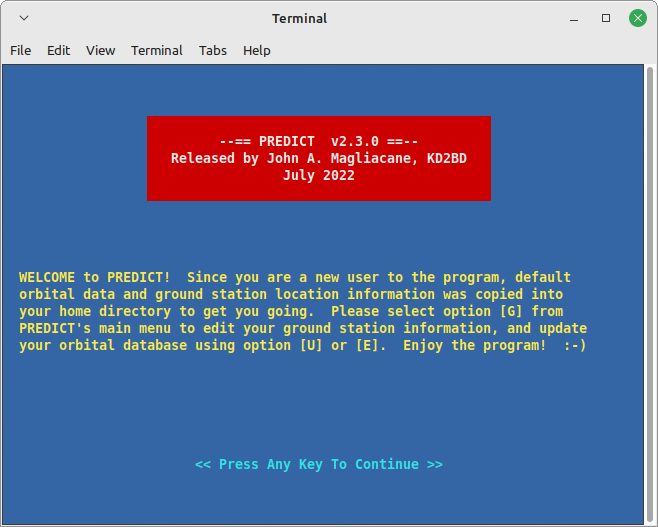 Terminal
File Edit View Terminal Tabs Help
--== PREDICT  v2.3.0 ==--
Released by John A. Magliacane, KD2BD
July 2022
WELCOME to PREDICT!  Since you are a new user to the program, default
orbital data and ground station location information was copied into
your home directory to get you going.  Please select option [G] from
PREDICT's main menu to edit your ground station information, and update
your orbital database using option [U] or [E].  Enjoy the program!  :-)
<< Press Any Key To Continue >>